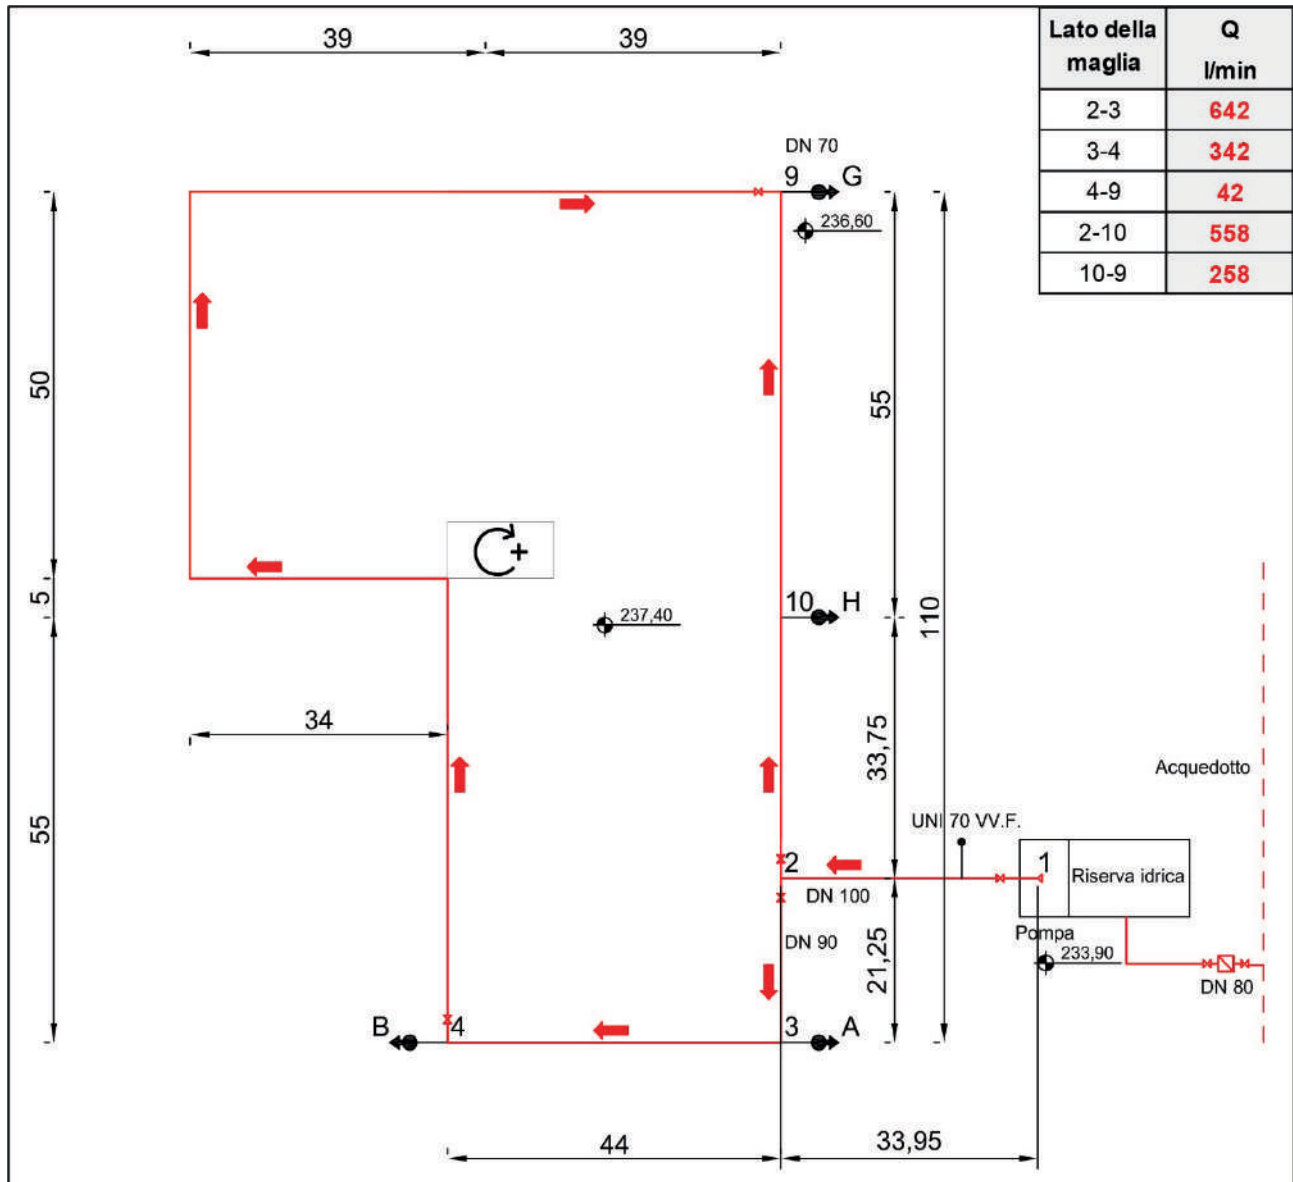 39
39
Lato della
maglia
Q
l/min
2-3
642
3-4
342
4-9
42
2-10
558
10-9
258
DN 70
9
G
236,60
50
55
110
5
10
H
237,40
34
33,75
55
Acquedotto
UNI 70 VV.F.
2
1
Riserva idrica
DN 100
Pompa
DN 90
233,90
21,25
DN 80
B
4
3
A
44
33,95